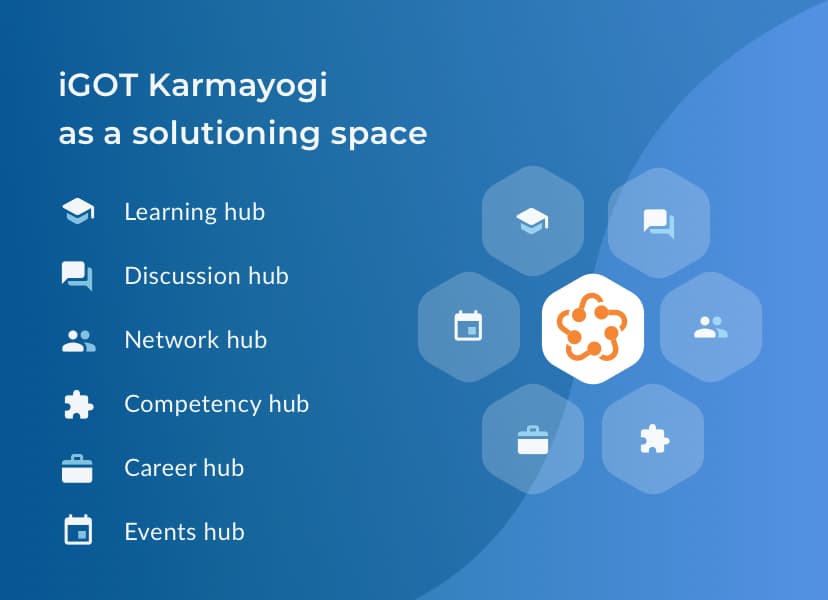 iGOT Karmayogi
as a solutioning space
Learning hub
Discussion hub
Network hub
Competency hub
Career hub
Events hub